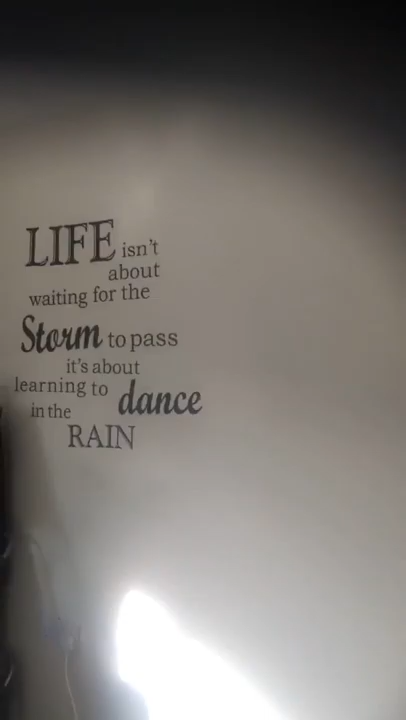 LIFE isn't
about
waiting for the
Storm to pass
it's about
learning to dance
in the
RAIN